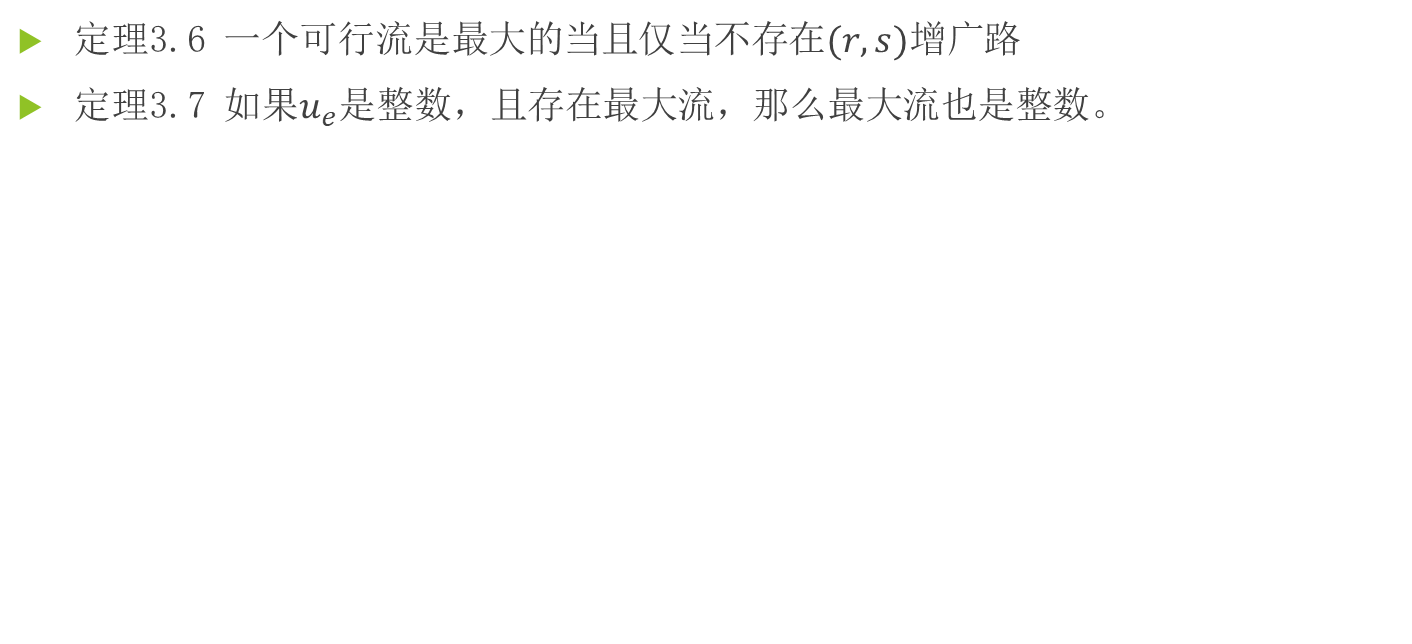 定理3.6 一个可行流是最大的当且仅当不存在(r,s)增广路
定理3.7 如果u_e是整数，且存在最大流，那么最大流也是整数。